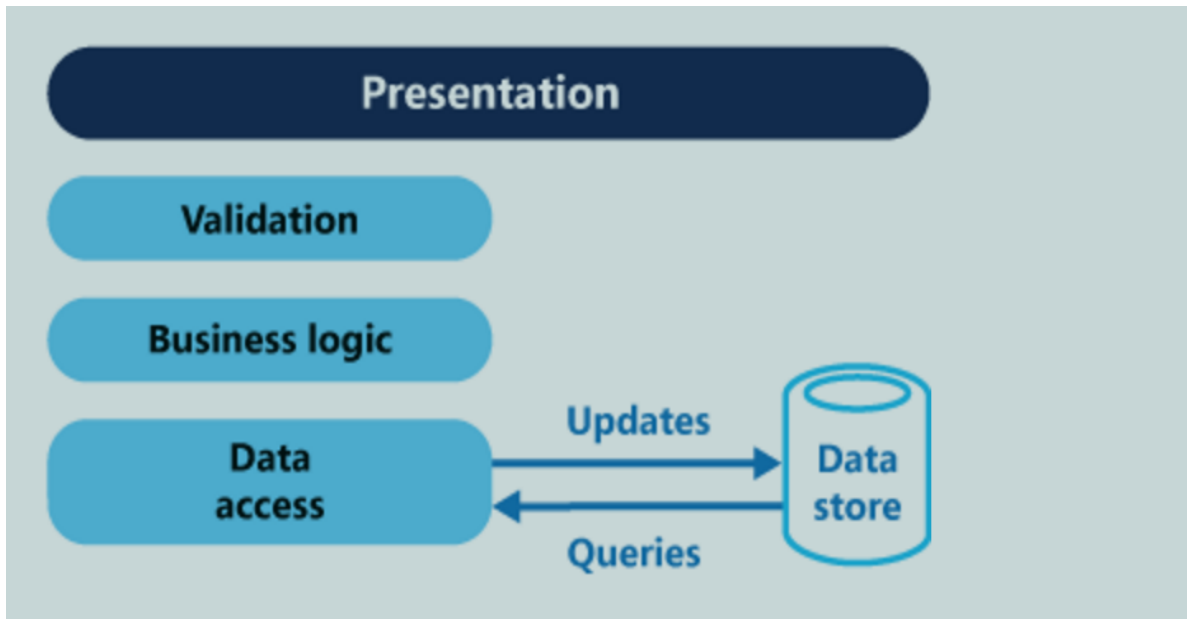 Presentation
Validation
Business logic
Data
access
Updates
Queries
Data
store